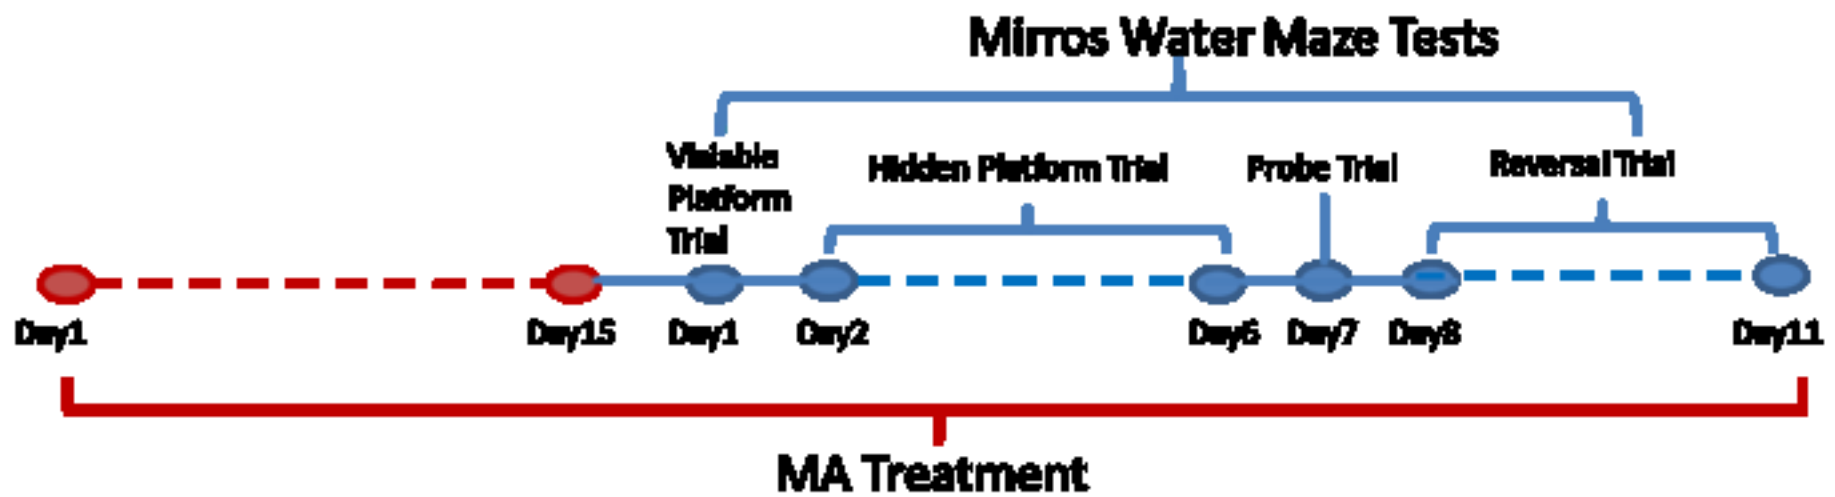 Mirros Water Maze Tests
Visiable
Platform
Trial
Hidden Platform Trial
Probe Trial
Reversal Trial
Day1
Day15
Day1
Day2
Day6
Day7
Day8
Day11
MA Treatment